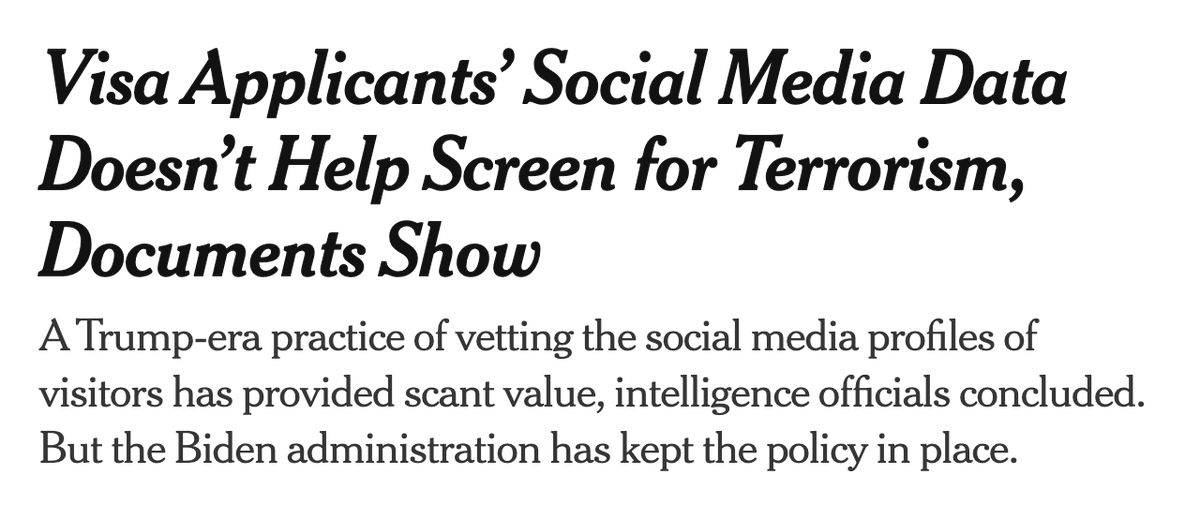 Visa Applicants’ Social Media Data
Doesn’t Help Screen for Terrorism,
Documents Show
A Trump-era practice of vetting the social media profiles of
visitors has provided scant value, intelligence officials concluded.
But the Biden administration has kept the policy in place.